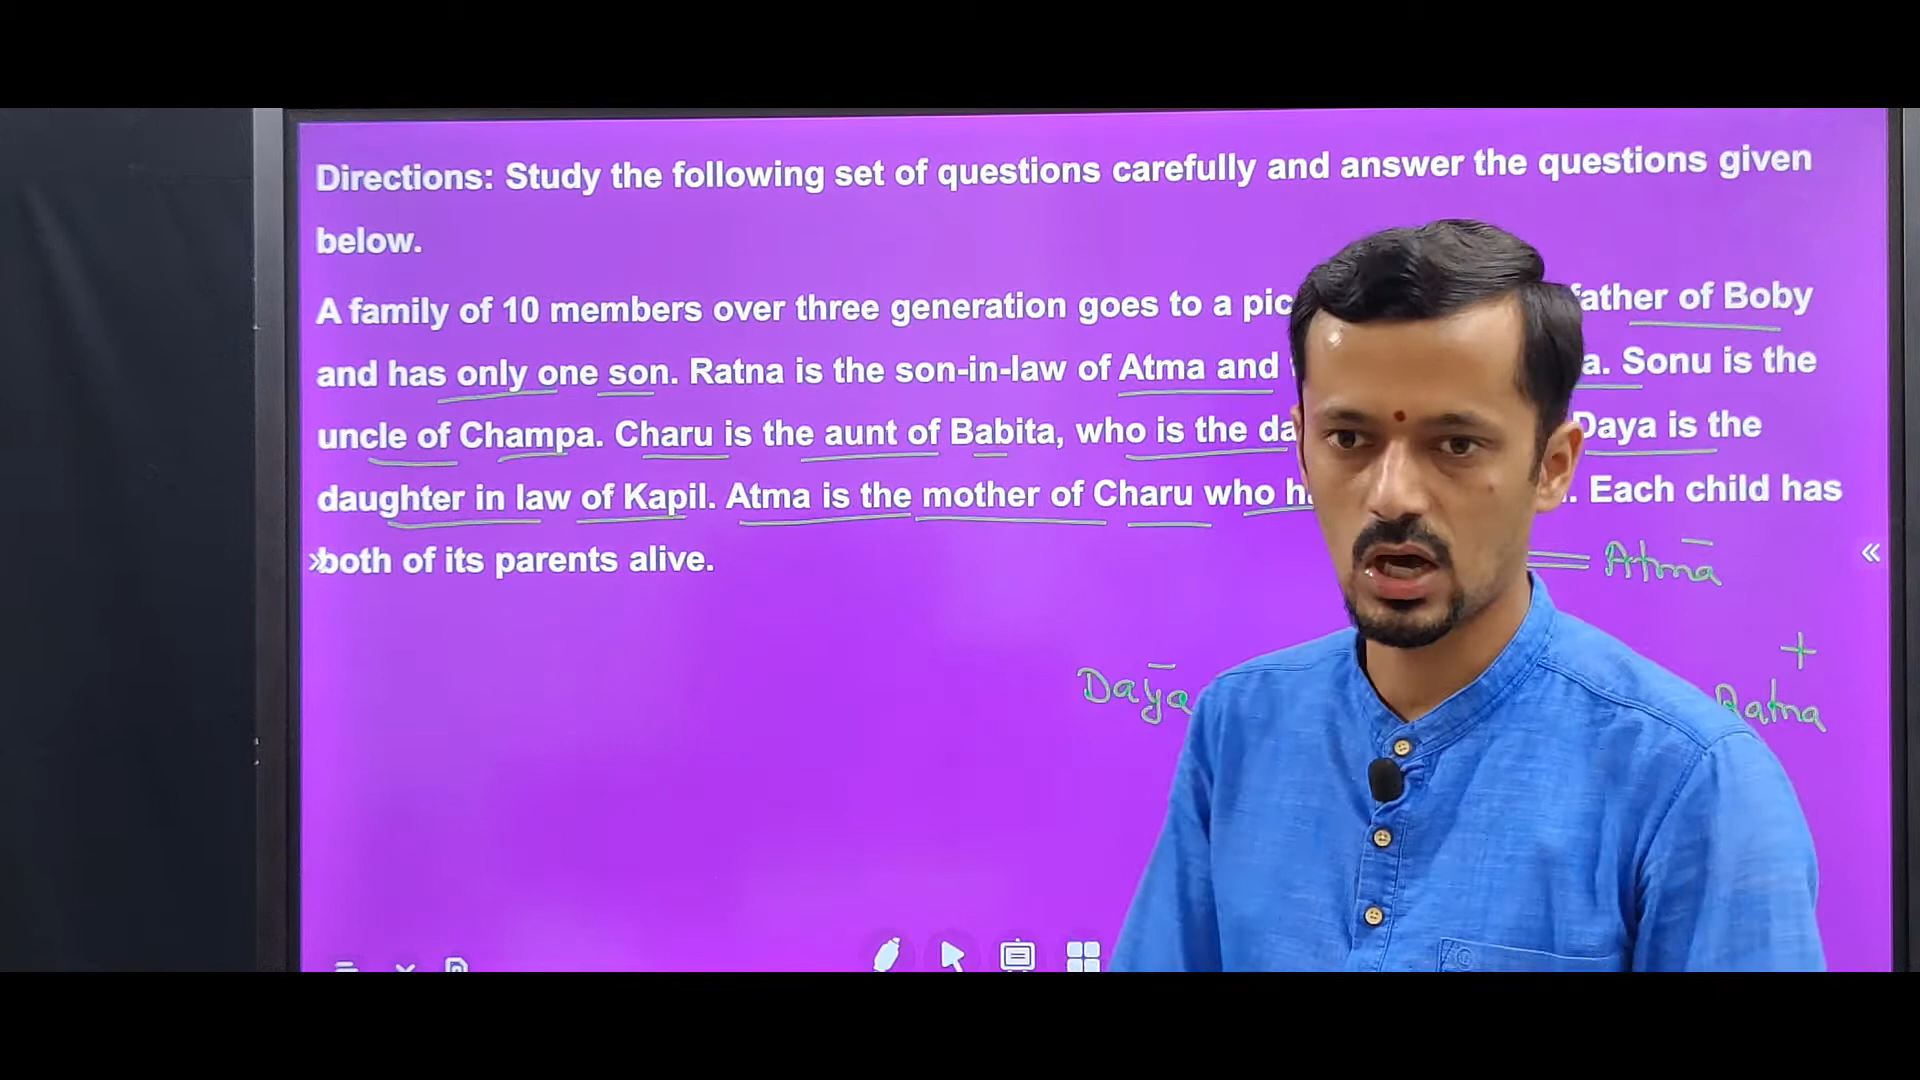 Directions: Study the following set of questions carefully and answer the questions given
below.
A family of 10 members over three generation goes to a father of Boby
and has only one son. Ratna is the son-in-law of Atma and Sonu is the
uncle of Champa. Charu is the aunt of Babita, who is the Daya is the
daughter in law of Kapil. Atma is the mother of Charu who Each child has
both of its parents alive.
= Atma
Daya
+
Ratna